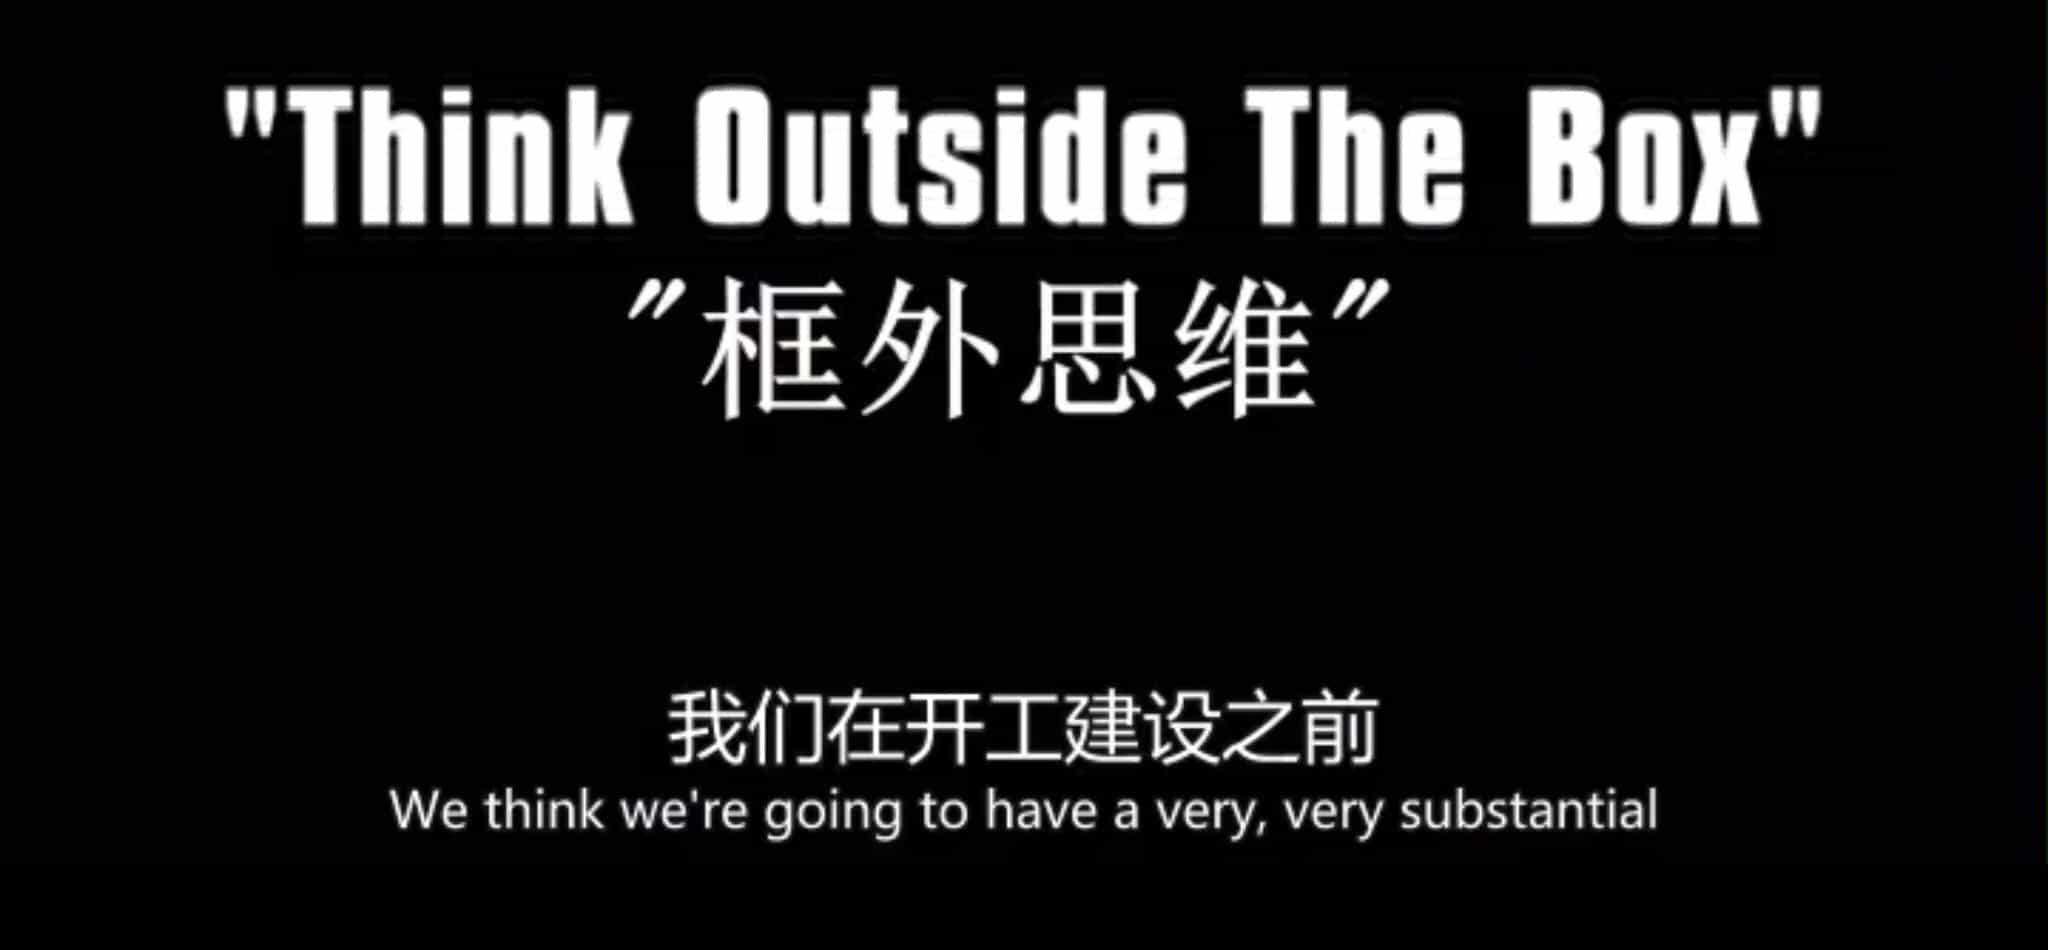 "Think Outside The Box"
"框外思维"
我们在开工建设之前
We think we're going to have a very, very substantial